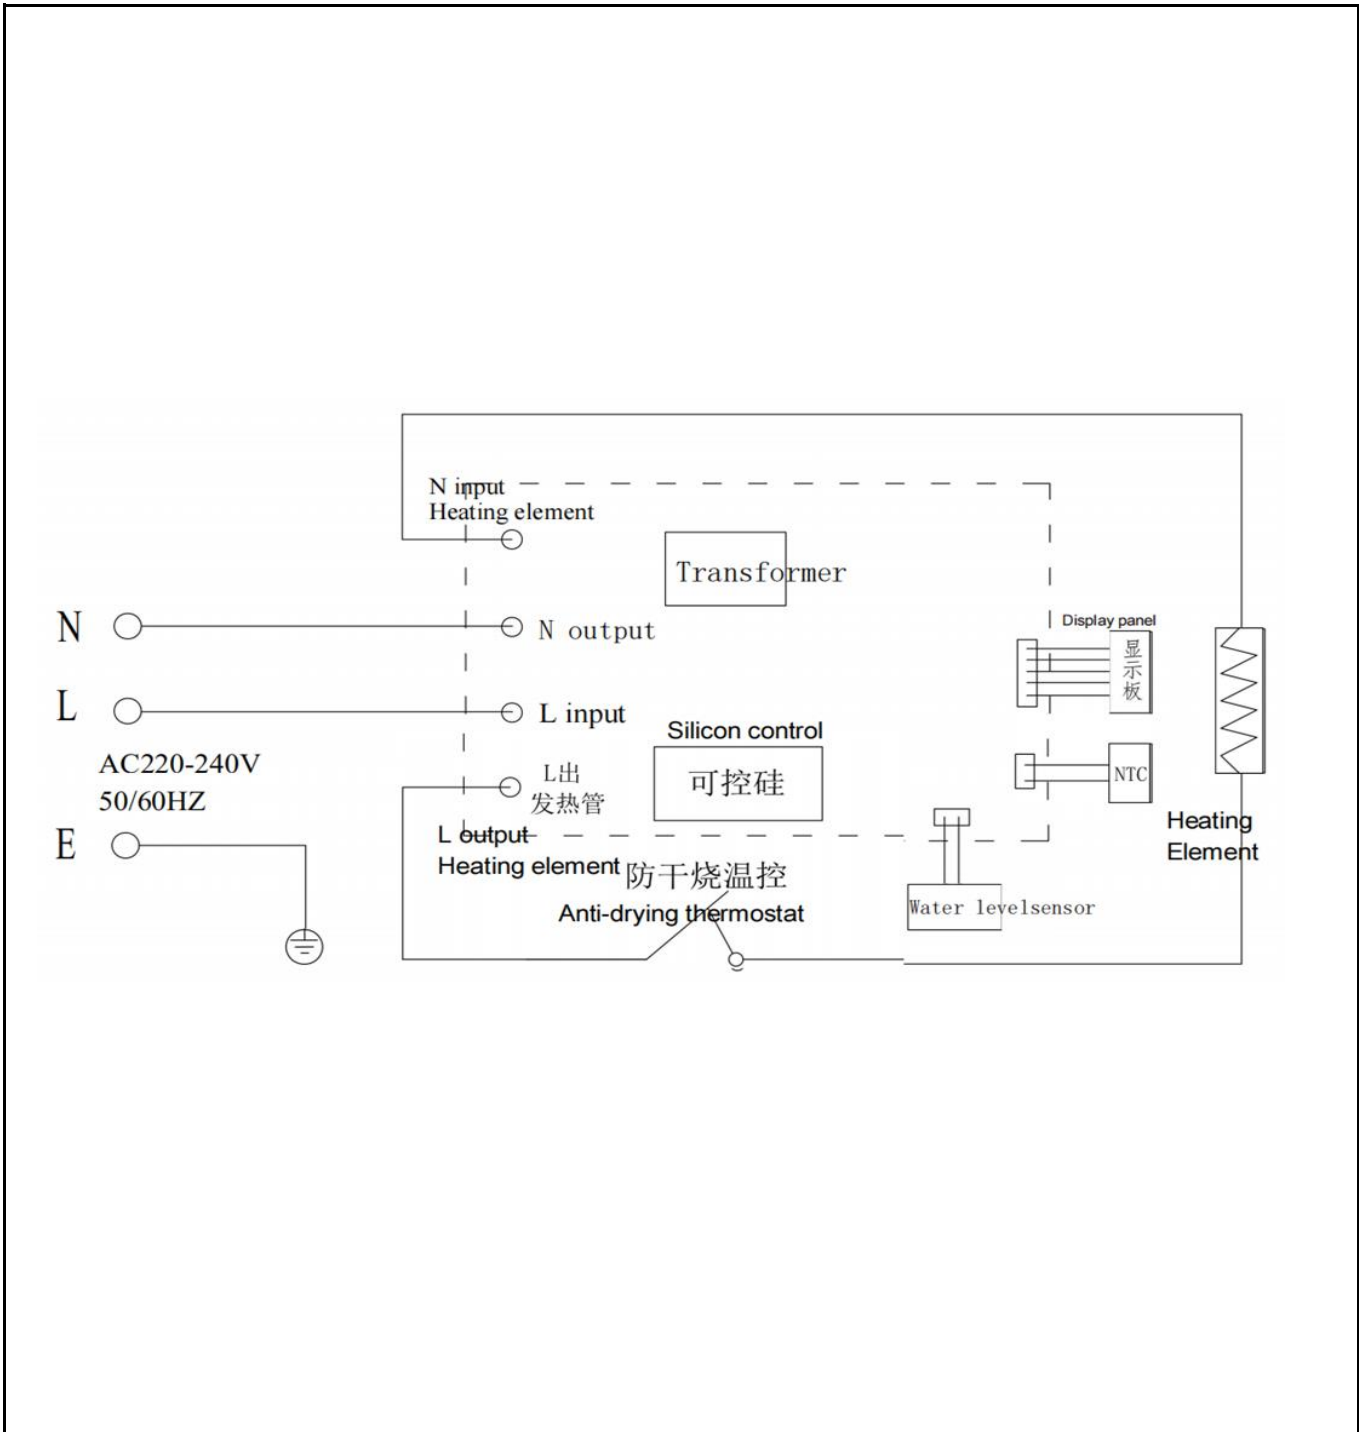 N input
Heating element
Transformer
N
N output
Display panel
显
示
板
L
L input
Silicon control
可控硅
AC220-240V
50/60HZ
L出
发热管
NTC
E
L output
Heating element
防干烧温控
Anti-drying thermostat
Water levelsensor
Heating
Element